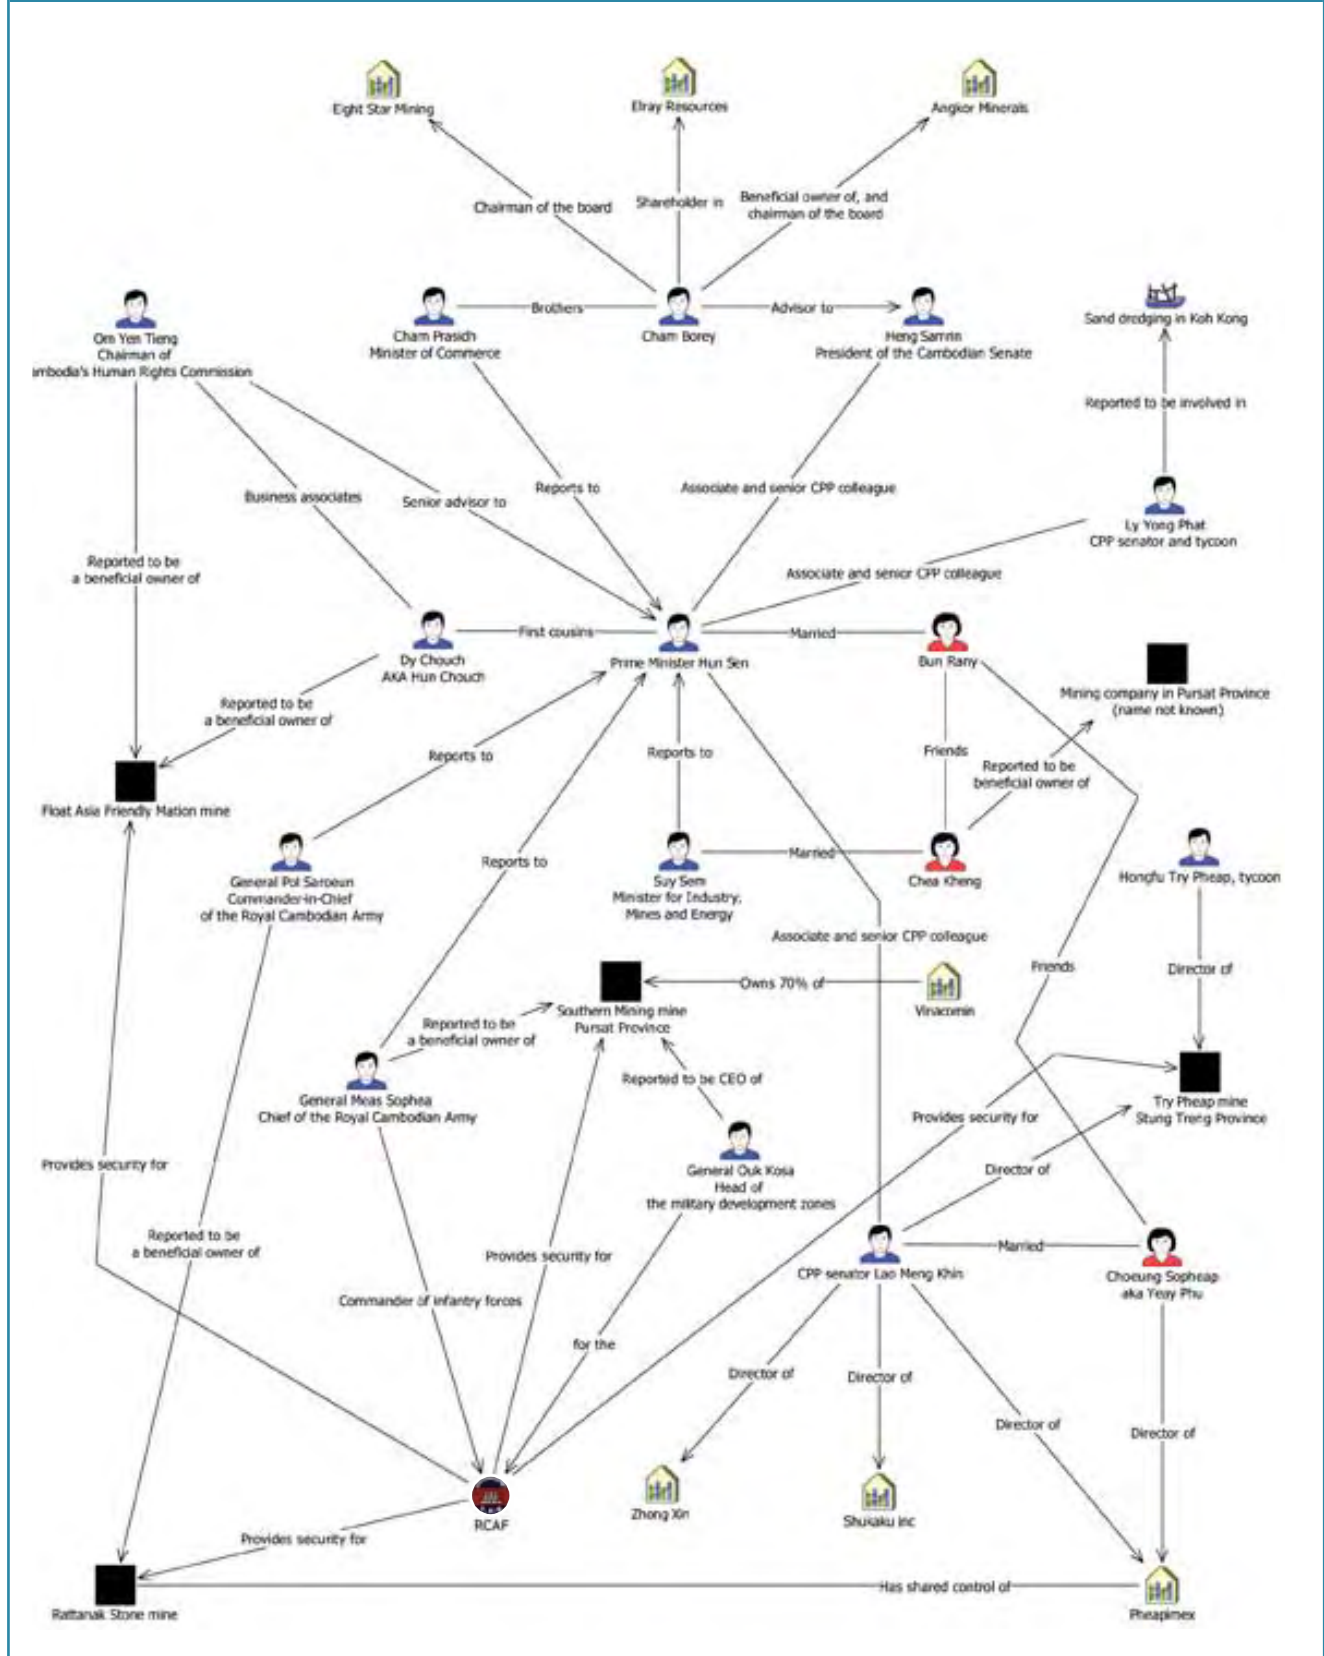 Eight Star Mining
Elray Resources
Angkor Minerals
Chairman of the board
Shareholder in
Beneficial owner of, and
chairman of the board
Om Yen Tieng
Chairman of
ambodia's Human Rights Commission
Cham Prasidh
Minister of Commerce
Brothers
Cham Borey
Advisor to
Heng Samrin
President of the Cambodian Senate
Sand dredging in Koh Kong
Reported to be involved in
Business associates
Senior advisor to
Reports to
Associate and senior CPP colleague
Ly Yong Phat
CPP senator and tycoon
Reported to be
a beneficial owner of
Associate and senior CPP colleague
Dy Chouch
AKA Hun Chouch
First cousins
Prime Minister Hun Sen
Married
Bun Rany
Mining company in Pursat Province
(name not known)
Reported to be
a beneficial owner of
Reports to
Reports to
Friends
Reported to be
beneficial owner of
Float Asia Friendly Mation mine
General Pol Saroeun
Commander-in-Chief
of the Royal Cambodian Army
Reports to
Suy Sem
Minister for Industry,
Mines and Energy
Married
Chea Kheng
Hongfu Try Pheap, tycoon
Associate and senior CPP colleague
Friends
Director of
Southern Mining mine
Pursat Province
Owns 70% of
Vinacomin
Reported to be
a beneficial owner of
General Meas Sophea
Chief of the Royal Cambodian Army
Reported to be CEO of
Provides security for
Try Pheap mine
Stung Treng Province
Provides security for
General Ouk Kosa
Head of
the military development zones
Director of
Reported to be
a beneficial owner of
Provides security for
CPP senator Lao Meng Khin
Married
Choeung Sopheap
aka Yeay Phu
Commander of infantry forces
for the
Director of
Director of
Director of
Director of
RCAF
Zhong Xin
Shukaku Inc
Provides security for
Rattanak Stone mine
Has shared control of
Pheapimex